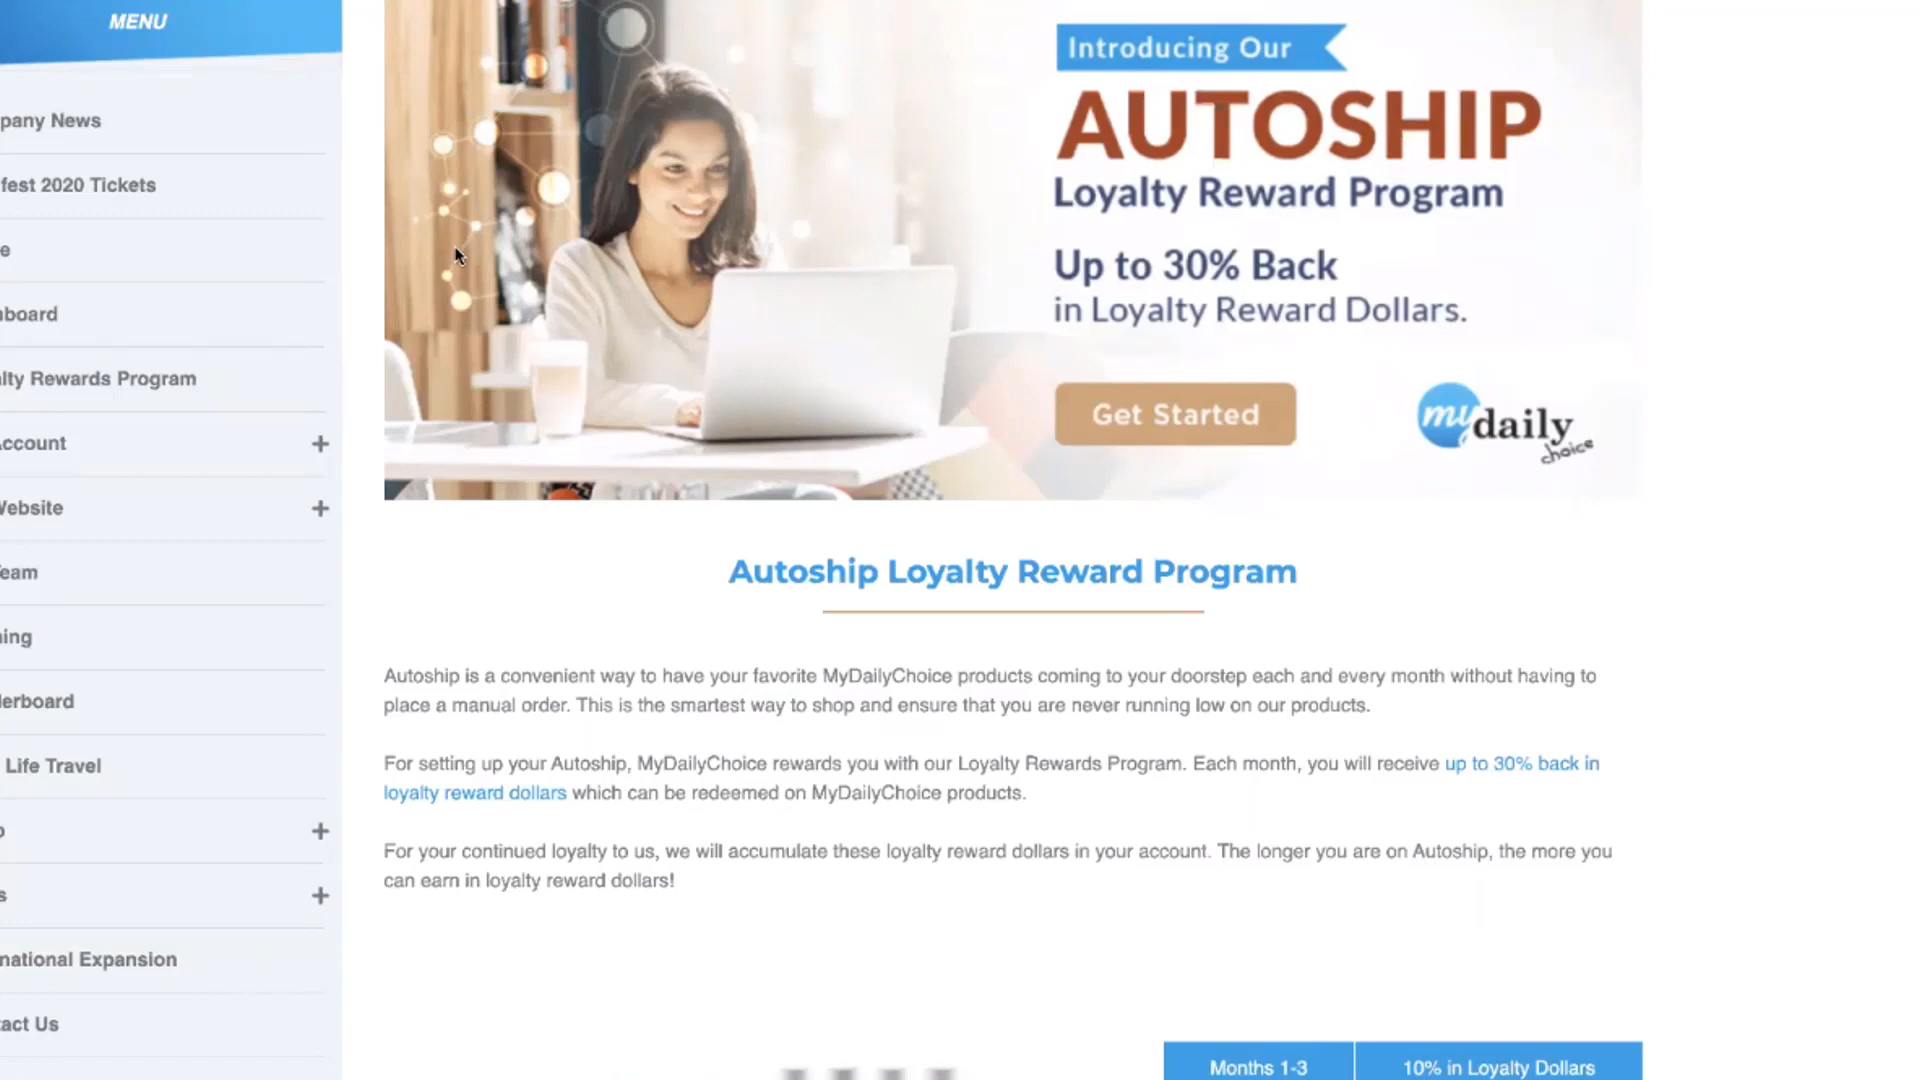 MENU
pany News
fest 2020 Tickets
e
board
lty Rewards Program
Account
Website
Team
ning
derboard
Life Travel
s
national Expansion
tact Us
Introducing Our
AUTOSHIP
Loyalty Reward Program
Up to 30% Back
in Loyalty Reward Dollars.
Get Started
my daily
choice
Autoship Loyalty Reward Program
Autoship is a convenient way to have your favorite MyDailyChoice products coming to your doorstep each and every month without having to
place a manual order. This is the smartest way to shop and ensure that you are never running low on our products.
For setting up your Autoship, MyDailyChoice rewards you with our Loyalty Rewards Program. Each month, you will receive up to 30% back in
loyalty reward dollars which can be redeemed on MyDailyChoice products.
For your continued loyalty to us, we will accumulate these loyalty reward dollars in your account. The longer you are on Autoship, the more you
can earn in loyalty reward dollars!
Months 1-3 10% in Loyalty Dollars